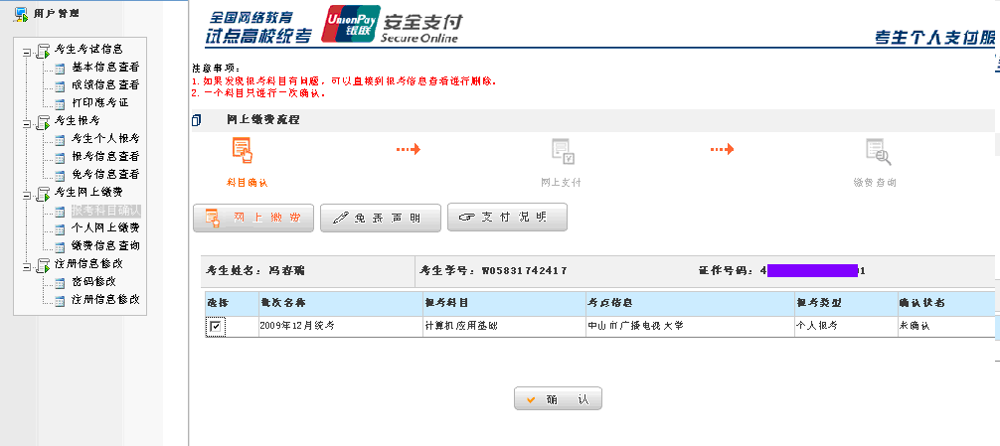 用户管理
考生考试信息
基本信息查看
成绩信息查看
打印准考证
考生报考
考生个人报考
报考信息查看
免考信息查看
考生网上缴费
报考科目确认
个人网上缴费
缴费信息查询
注册信息修改
密码修改
注册信息修改
全国网络教育
试点高校统考
UnionPay
银联
安全支付
Secure Online
考生个人支付服
注意事项:
1. 如果发现报考科目有问题, 可以直接到报考信息查看进行删除。
2. 一个科目只进行一次确认。
网上缴费流程
科目确认 网上支付 缴费查询
网上缴费 免责声明 支付说明
考生姓名: 冯春瑞 考生学号: W05831742417 证件号码: 4 1
选择 批次名称 报考科目 考点信息 报考类型 确认状态
2009年12月统考 计算机应用基础 中山市广播电视大学 个人报考 未确认
确 认